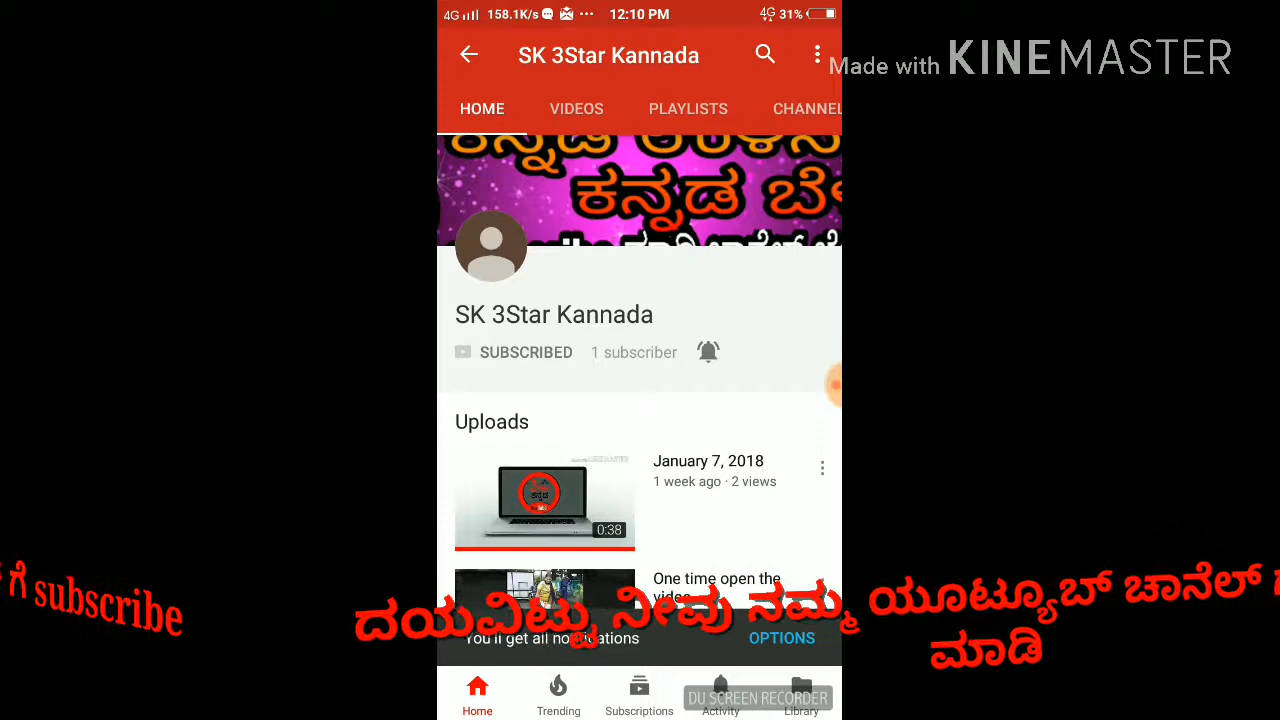 4G 158.1K/s 12:10 PM 4G 31%
SK 3Star Kannada
Made with KINEMASTER
HOME VIDEOS PLAYLISTS CHANNEL
ಕನ್ನಡ
ಕನ್ನಡ ಬೇ
SK 3Star Kannada
SUBSCRIBED 1 subscriber
Uploads
January 7, 2018
1 week ago · 2 views
0:38
One time open the
video
ಗೆ subscribe
ದಯವಿಟ್ಟು ನೀವು ನಮ್ಮ ಯೂಟ್ಯೂಬ್ ಚಾನೆಲ್
ಮಾಡಿ
You'll get all notifications OPTIONS
DU SCREEN RECORDER
Home Trending Subscriptions Activity Library